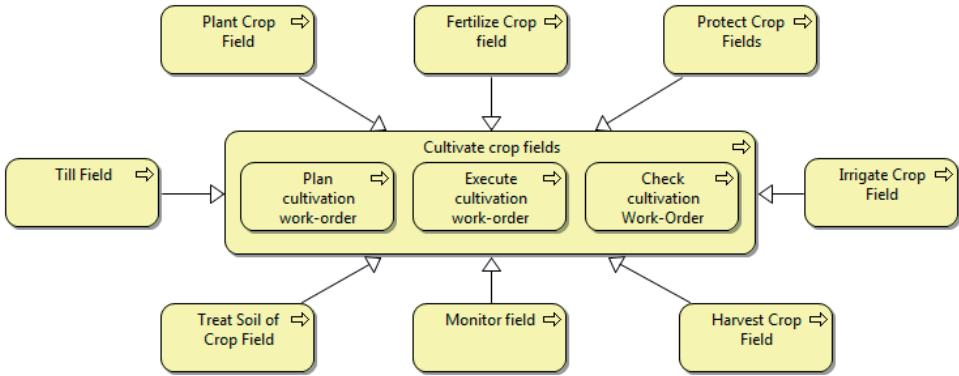 Plant Crop
Field
Fertilize Crop
field
Protect Crop
Fields
Cultivate crop fields
Till Field
Plan
cultivation
work-order
Execute
cultivation
work-order
Check
cultivation
Work-Order
Irrigate Crop
Field
Treat Soil of
Crop Field
Monitor field
Harvest Crop
Field